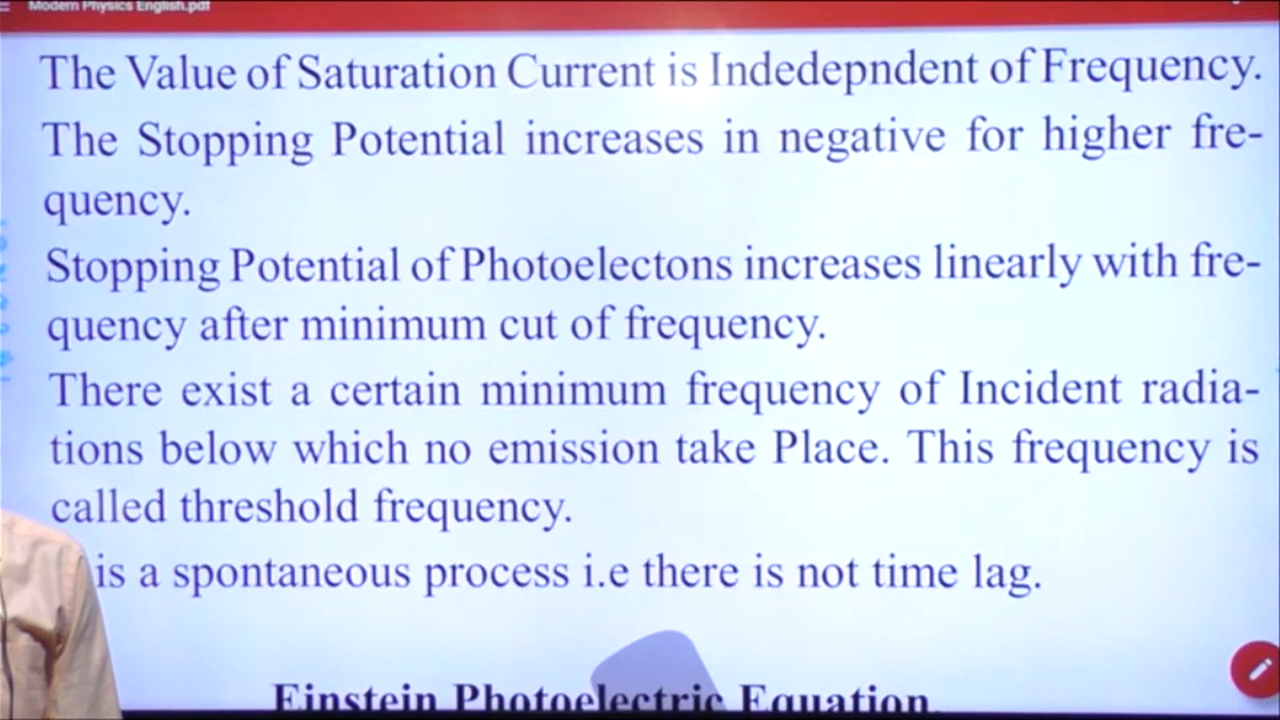 Modern Physics English.pdf
The Value of Saturation Current is Indedepndent of Frequency.
The Stopping Potential increases in negative for higher fre-
quency.
Stopping Potential of Photoelectons increases linearly with fre-
quency after minimum cut of frequency.
There exist a certain minimum frequency of Incident radia-
tions below which no emission take Place. This frequency is
called threshold frequency.
is a spontaneous process i.e there is not time lag.
Einstein Photoelectric Equation